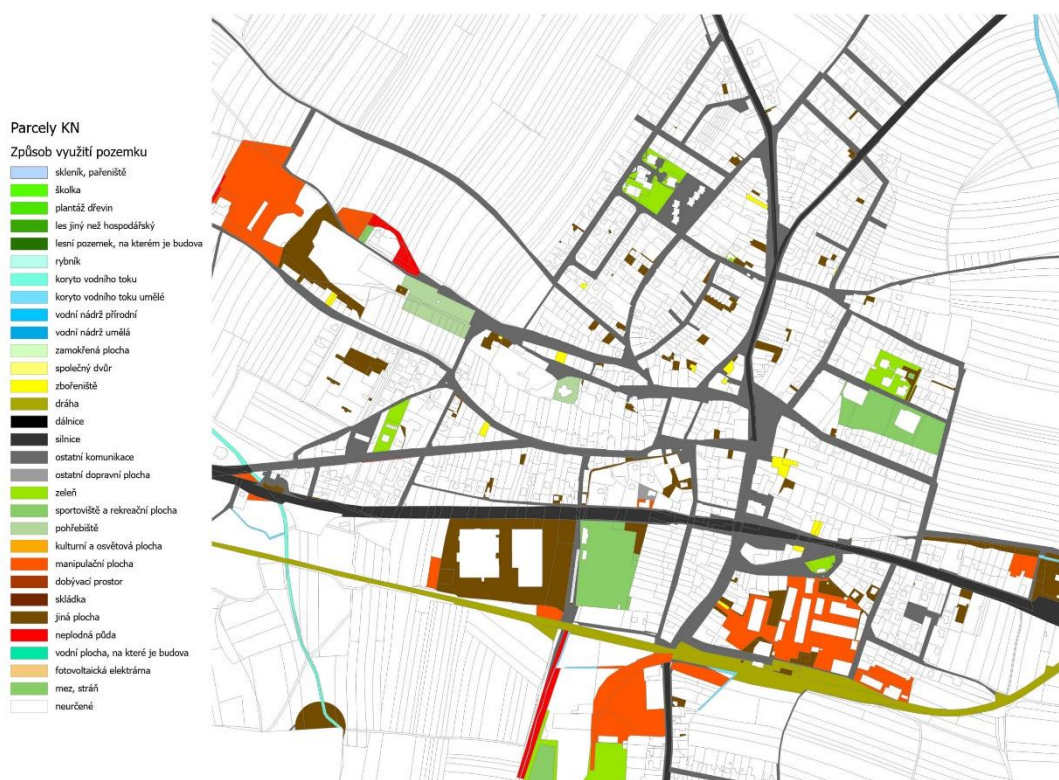 Parcely KN
Způsob využití pozemku
skleník, pařeniště
školka
plantáž dřevin
les jiný než hospodářský
lesní pozemek, na kterém je budova
rybník
koryto vodního toku
koryto vodního toku umělé
vodní nádrž přírodní
vodní nádrž umělá
zamokřená plocha
společný dvůr
zbořeniště
dráha
dálnice
silnice
ostatní komunikace
ostatní dopravní plocha
zeleň
sportoviště a rekreační plocha
pohřebiště
kulturní a osvětová plocha
manipulační plocha
dobývací prostor
skládka
jiná plocha
neplodná půda
vodní plocha, na které je budova
fotovoltaická elektrárna
mez, stráň
neurčené